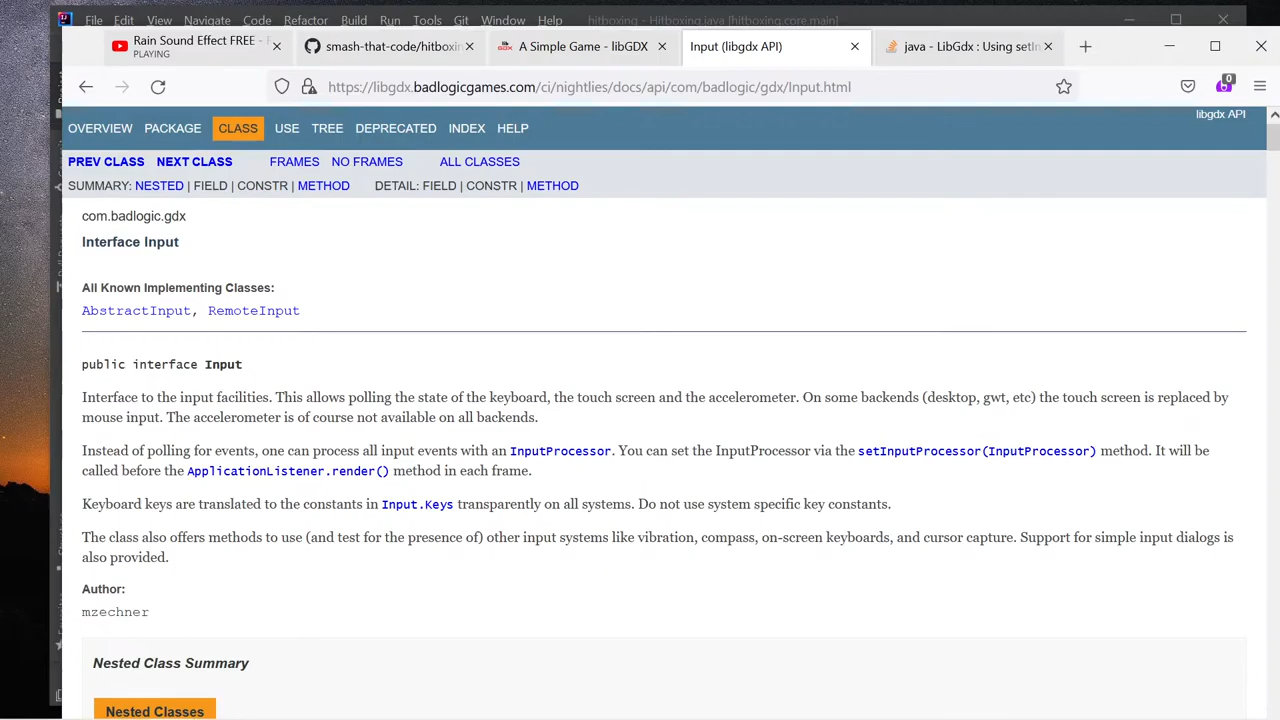 File Edit View Navigate Code Refactor Build Run Tools Git Window Help hitboxing - Hitboxing.java [hitboxing.core.main]
Rain Sound Effect FREE -
PLAYING
smash-that-code/hitboxin
A Simple Game - libGDX
Input (libgdx API)
java - LibGdx : Using setIn
https://libgdx.badlogicgames.com/ci/nightlies/docs/api/com/badlogic/gdx/Input.html
0
libgdx API
OVERVIEW PACKAGE CLASS USE TREE DEPRECATED INDEX HELP
PREV CLASS NEXT CLASS FRAMES NO FRAMES ALL CLASSES
SUMMARY: NESTED | FIELD | CONSTR | METHOD DETAIL: FIELD | CONSTR | METHOD
com.badlogic.gdx
Interface Input
All Known Implementing Classes:
AbstractInput, RemoteInput
public interface Input
Interface to the input facilities. This allows polling the state of the keyboard, the touch screen and the accelerometer. On some backends (desktop, gwt, etc) the touch screen is replaced by
mouse input. The accelerometer is of course not available on all backends.
Instead of polling for events, one can process all input events with an InputProcessor. You can set the InputProcessor via the setInputProcessor(InputProcessor) method. It will be
called before the ApplicationListener.render() method in each frame.
Keyboard keys are translated to the constants in Input.Keys transparently on all systems. Do not use system specific key constants.
The class also offers methods to use (and test for the presence of) other input systems like vibration, compass, on-screen keyboards, and cursor capture. Support for simple input dialogs is
also provided.
Author:
mzechner
Nested Class Summary
Nested Classes